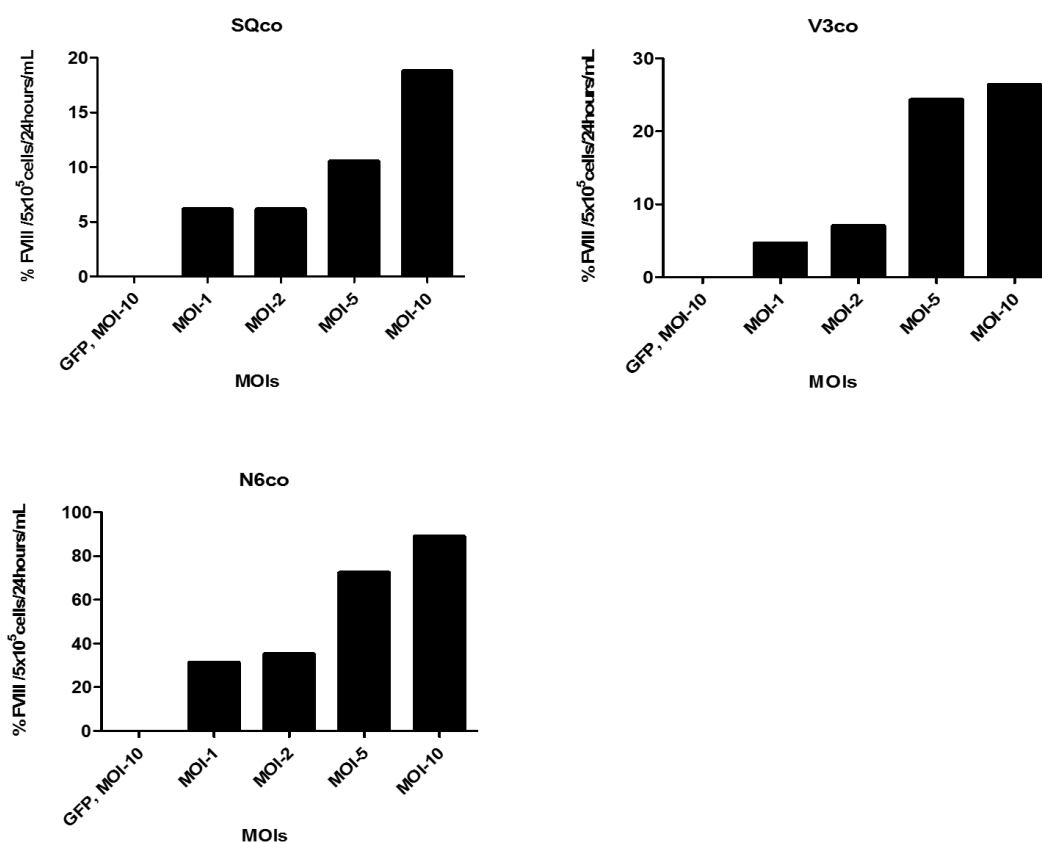 SQco
% FVIII /5x10⁵cells/24hours/mL
20
15
10
5
0
GFP, MOI-10
MOI-1
MOI-2
MOI-5
MOI-10
MOIs
V3co
%FVIII /5x10⁵cells/24hours/mL
30
20
10
0
GFP, MOI-10
MOI-1
MOI-2
MOI-5
MOI-10
MOIs
N6co
%FVIII /5x10⁵cells/24hours/mL
100
80
60
40
20
0
GFP, MOI-10
MOI-1
MOI-2
MOI-5
MOI-10
MOIs